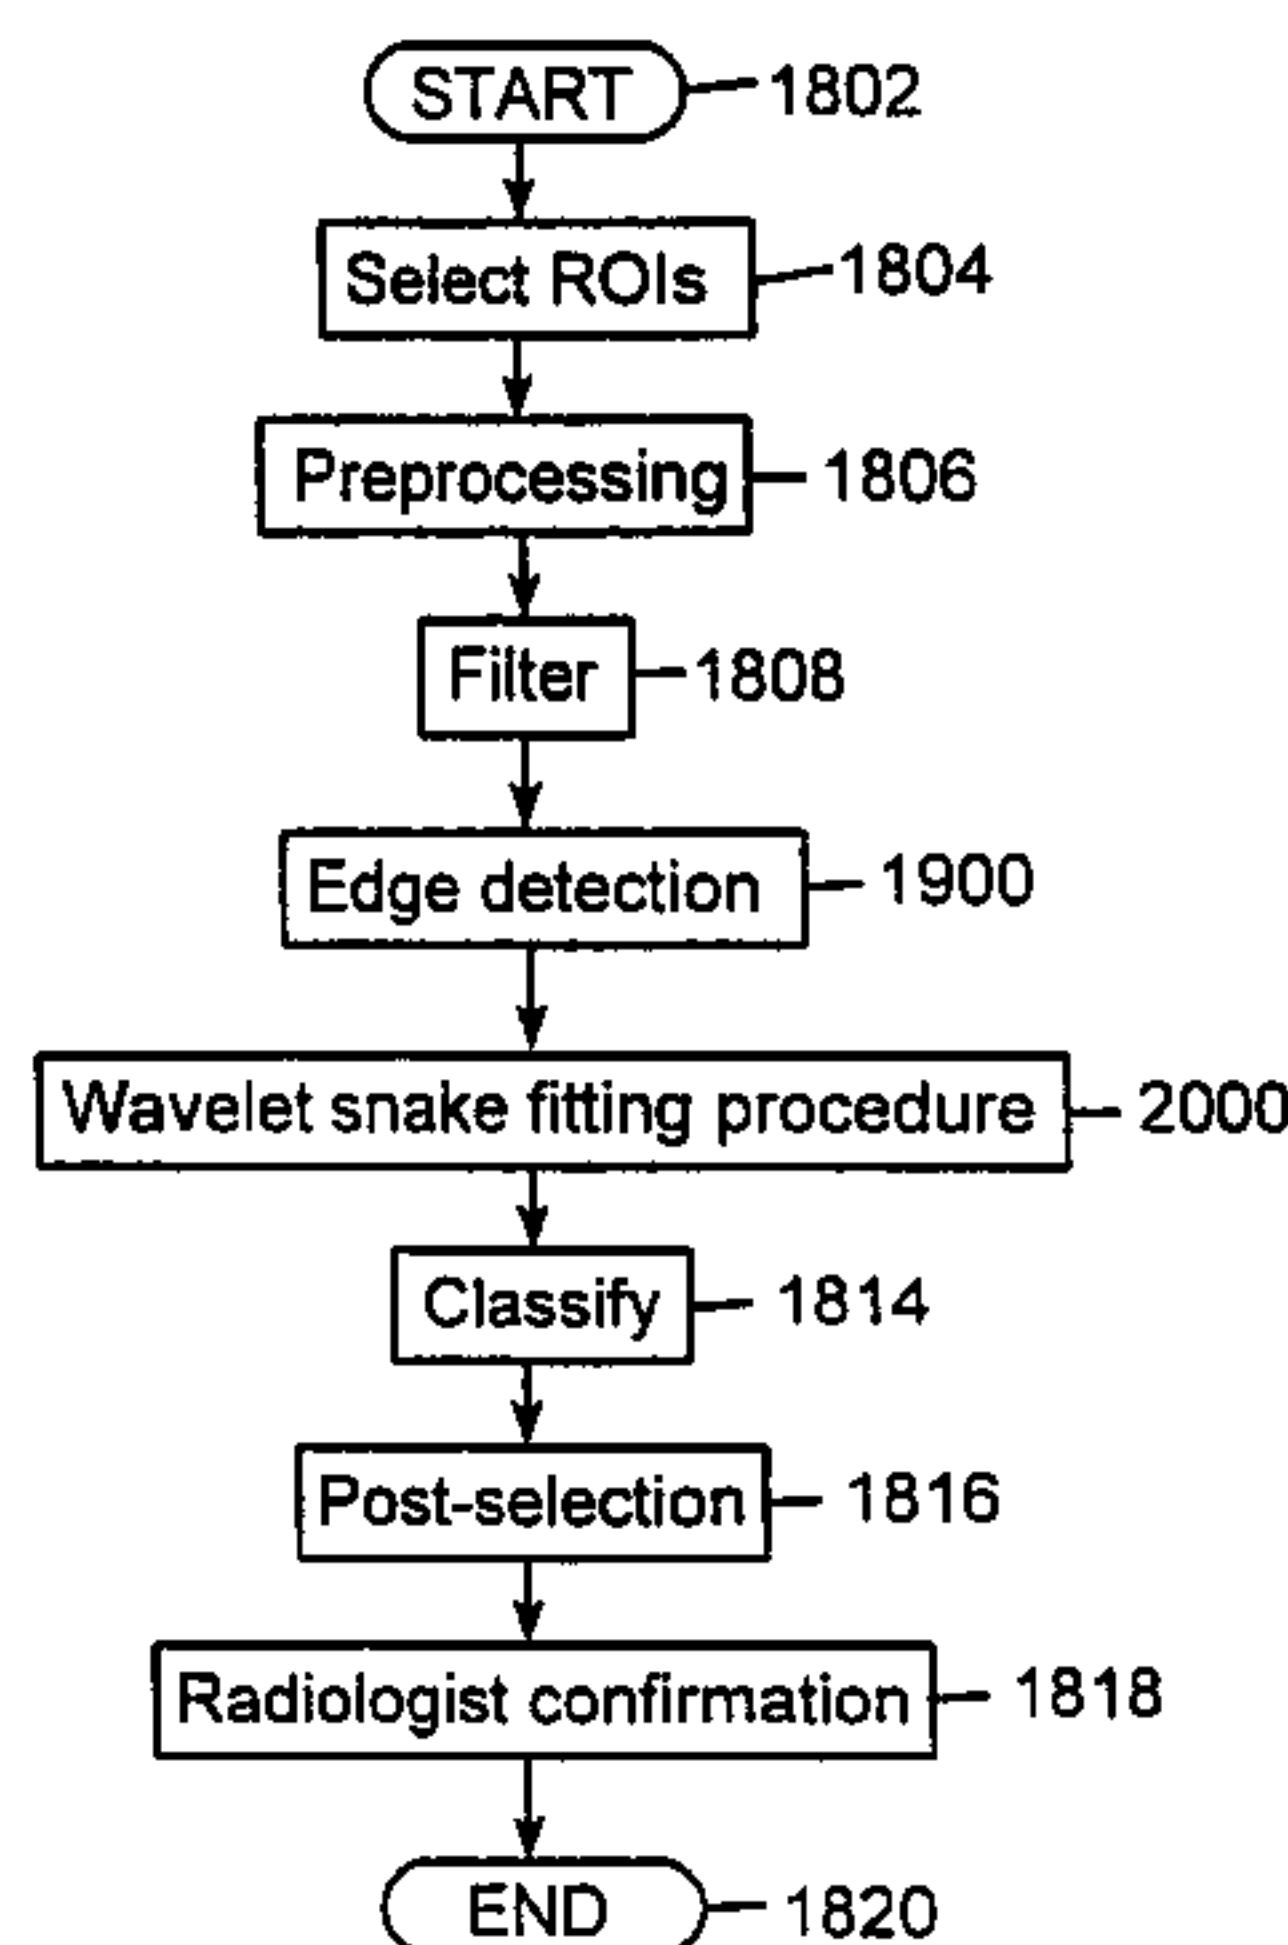 START 1802
Select ROIs 1804
Preprocessing 1806
Filter 1808
Edge detection 1900
Wavelet snake fitting procedure 2000
Classify 1814
Post-selection 1816
Radiologist confirmation 1818
END 1820